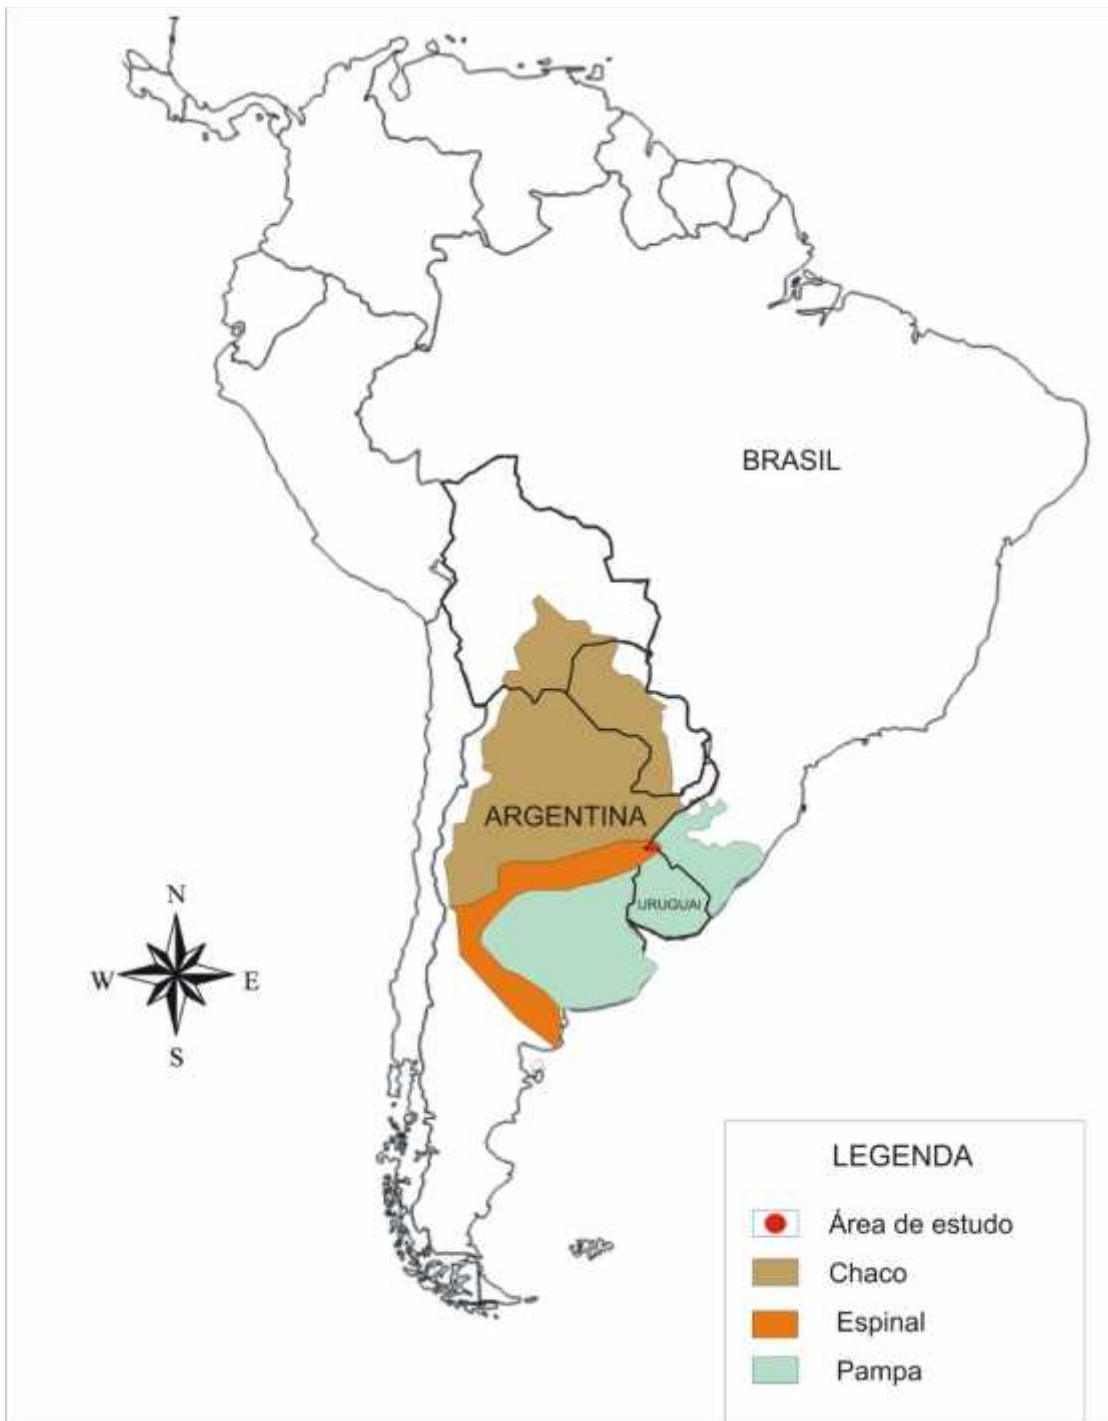 BRASIL
ARGENTINA
URUGUAI
N
W
E
S
LEGENDA
Área de estudo
Chaco
Espinal
Pampa